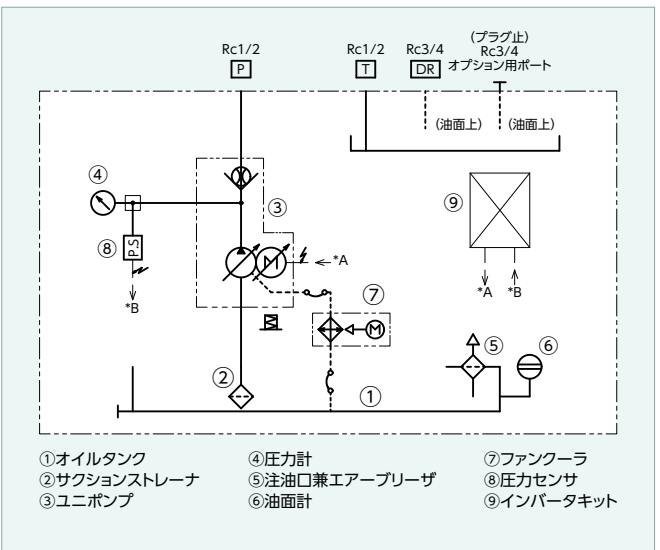 (プラグ止)
Rc1/2
Rc1/2
Rc3/4
Rc3/4
P
T
DR
オプション用ポート
(油面上)
(油面上)
④
③
⑨
⑧
P.S
M
*A
*B
*A
*B
⑦
M
②
①
⑤
⑥
①オイルタンク
②サクションストレーナ
③ユニポンプ
④圧力計
⑤注油口兼エアーブリーザ
⑥油面計
⑦ファンクーラ
⑧圧力センサ
⑨インバータキット